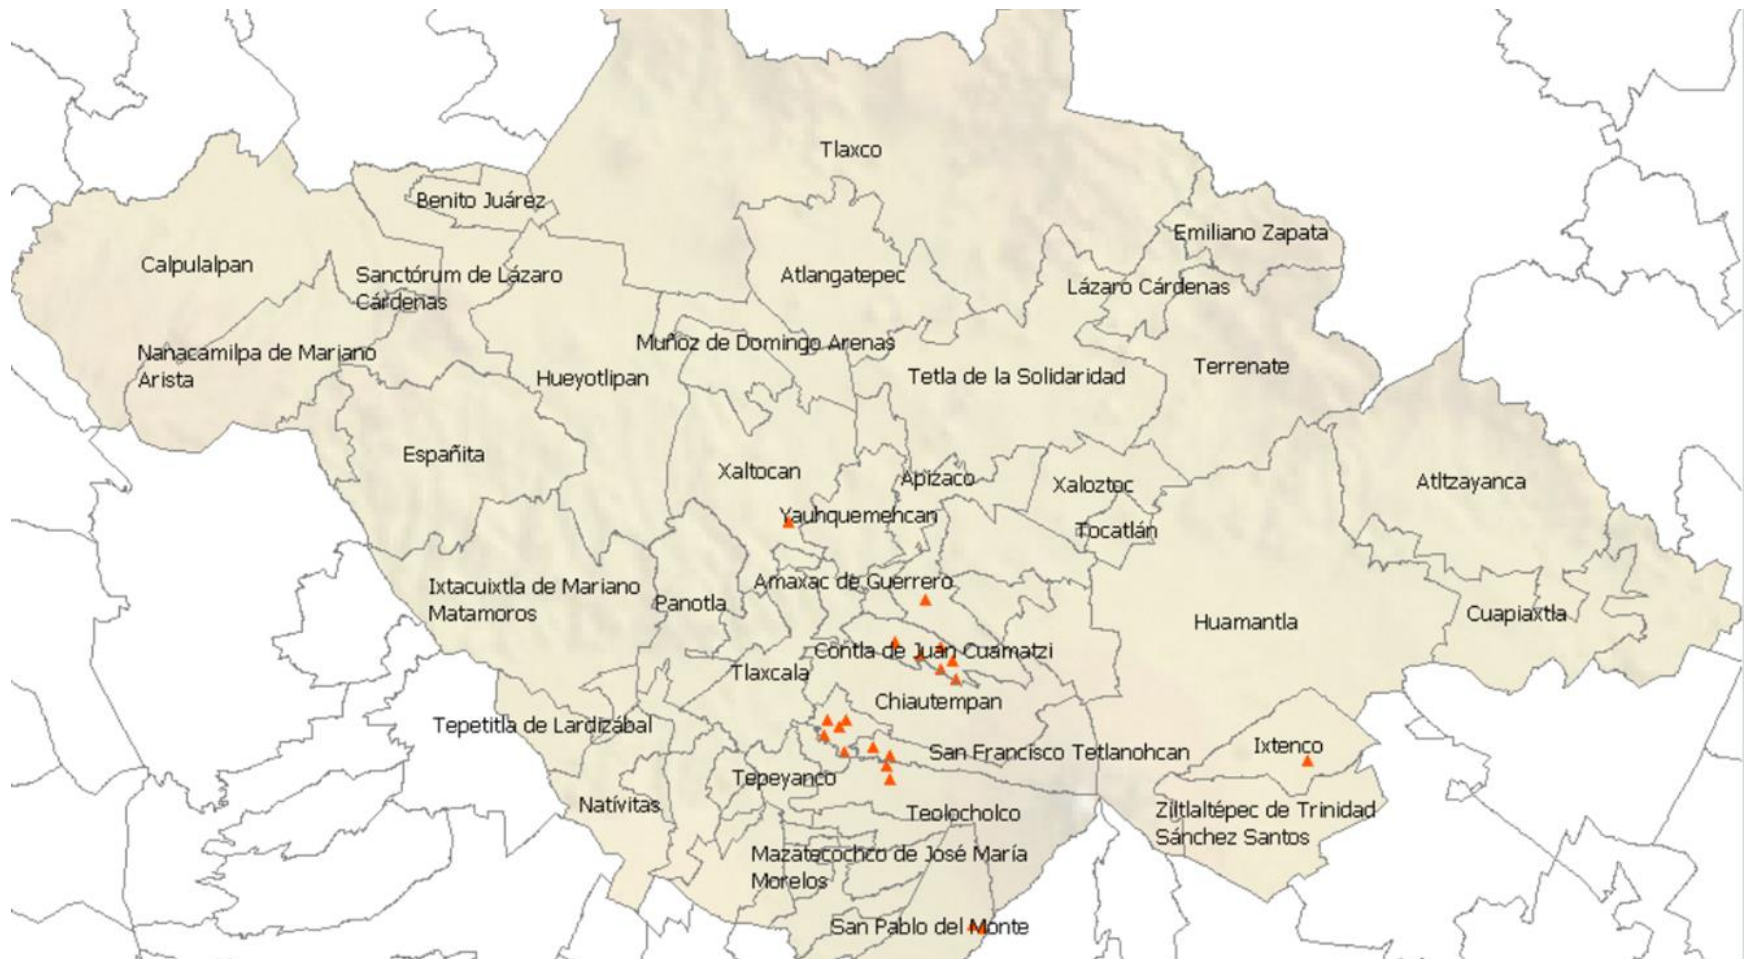 Tlaxco
Benito Juárez
Emiliano Zapata
Calpulalpan
Sanctórum de Lázaro
Cárdenas
Atlangatepec
Lázaro Cárdenas
Nanacamilpa de Mariano
Arista
Muñoz de Domingo Arenas
Hueyotlipan
Tetla de la Solidaridad
Terrenate
Españita
Xaltocan
Apizaco
Xaloztoc
Atltzayanca
Yauhquemehcan
Tocatlán
Ixtacuixtla de Mariano
Matamoros
Panotla
Amaxac de Guerrero
Huamantla
Cuapiaxtla
Contla de Juan Cuamatzi
Tlaxcala
Chiautempan
Tepetitla de Lardizábal
San Francisco Tetlanohcan
Ixtenco
Tepeyanco
Natívitas
Teolocholco
Ziltlaltépec de Trinidad
Sánchez Santos
Mazatecochco de José María
Morelos
San Pablo del Monte